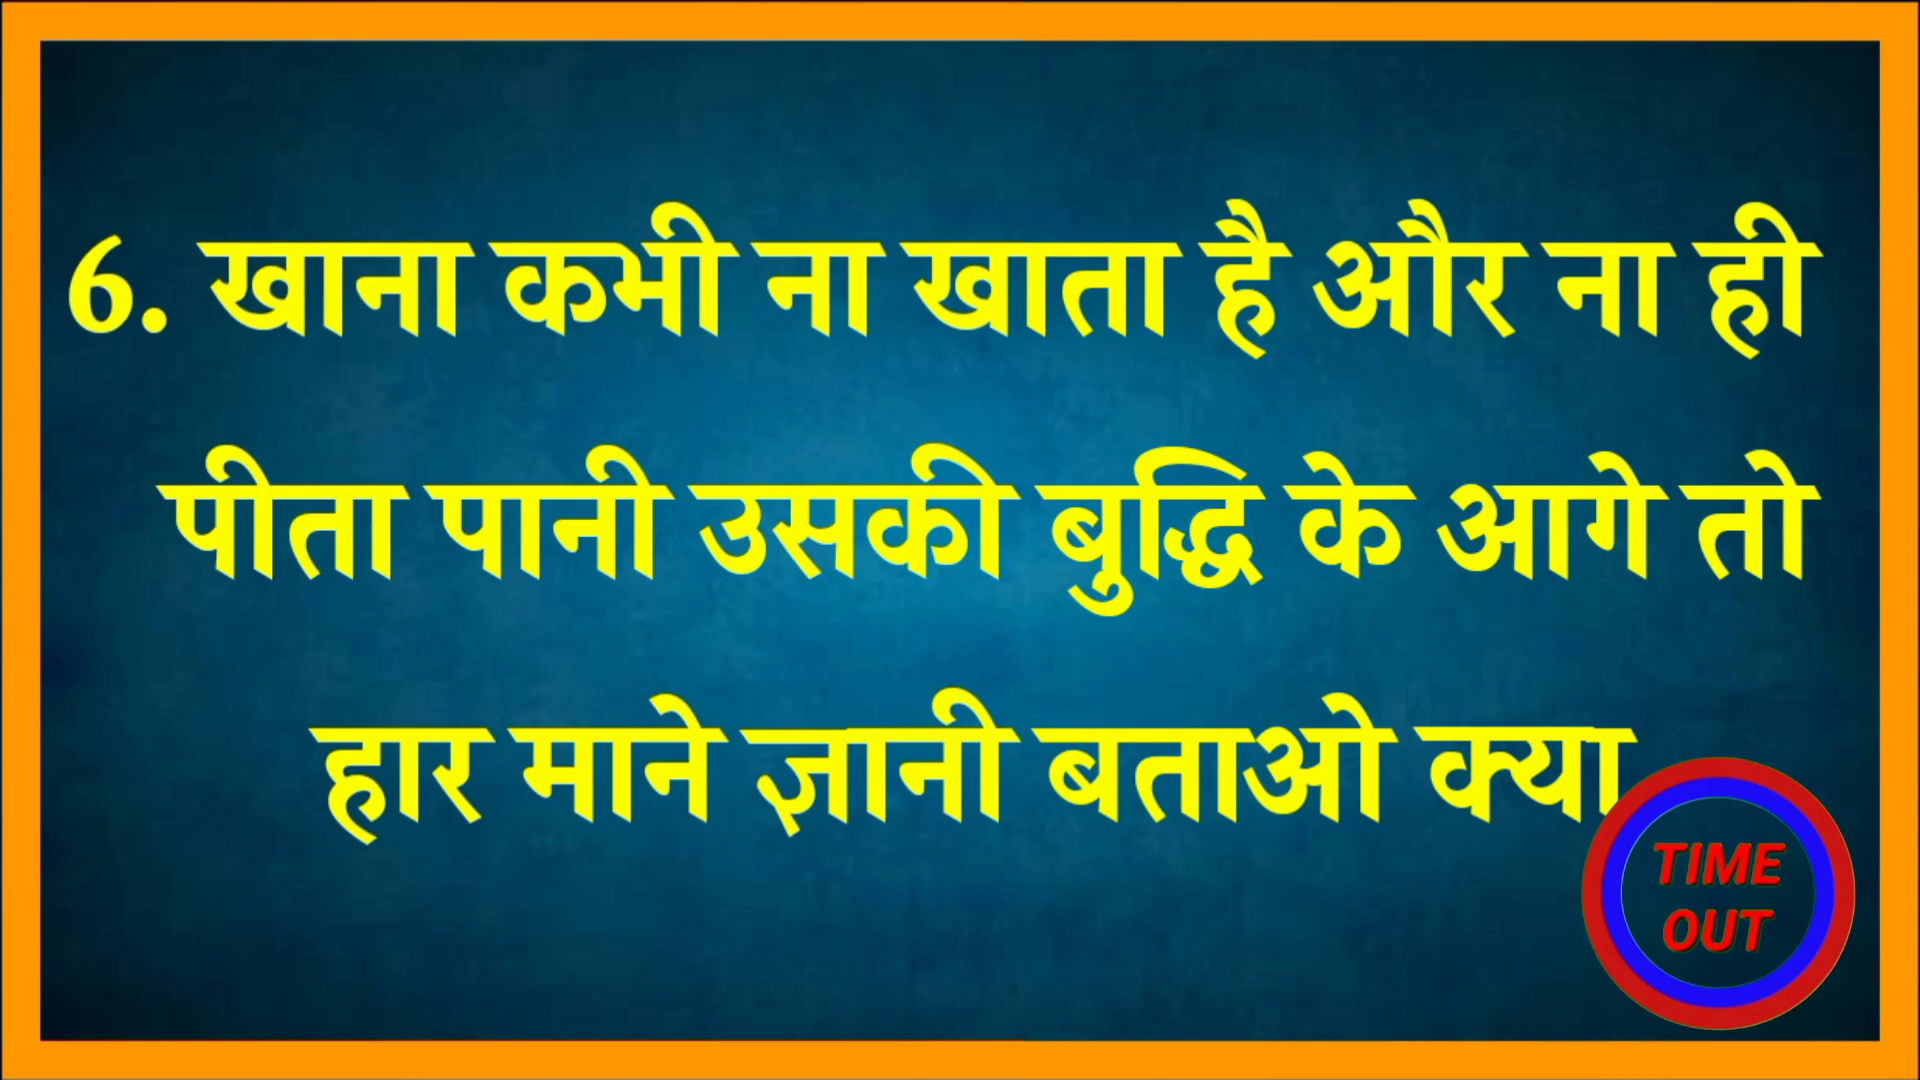 6. खाना कभी ना खाता है और ना ही
पीता पानी उसकी बुद्धि के आगे तो
हार माने ज्ञानी बताओ क्या
TIME
OUT